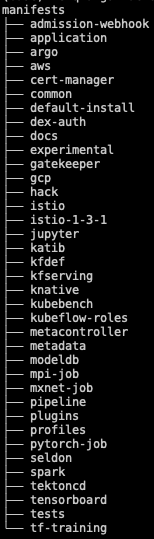 manifests
├── admission-webhook
├── application
├── argo
├── aws
├── cert-manager
├── common
├── default-install
├── dex-auth
├── docs
├── experimental
├── gatekeeper
├── gcp
├── hack
├── istio
├── istio-1-3-1
├── jupyter
├── katib
├── kfdef
├── kfserving
├── knative
├── kubebench
├── kubeflow-roles
├── metacontroller
├── metadata
├── modeldb
├── mpi-job
├── mxnet-job
├── pipeline
├── plugins
├── profiles
├── pytorch-job
├── seldon
├── spark
├── tektoncd
├── tensorboard
├── tests
└── tf-training